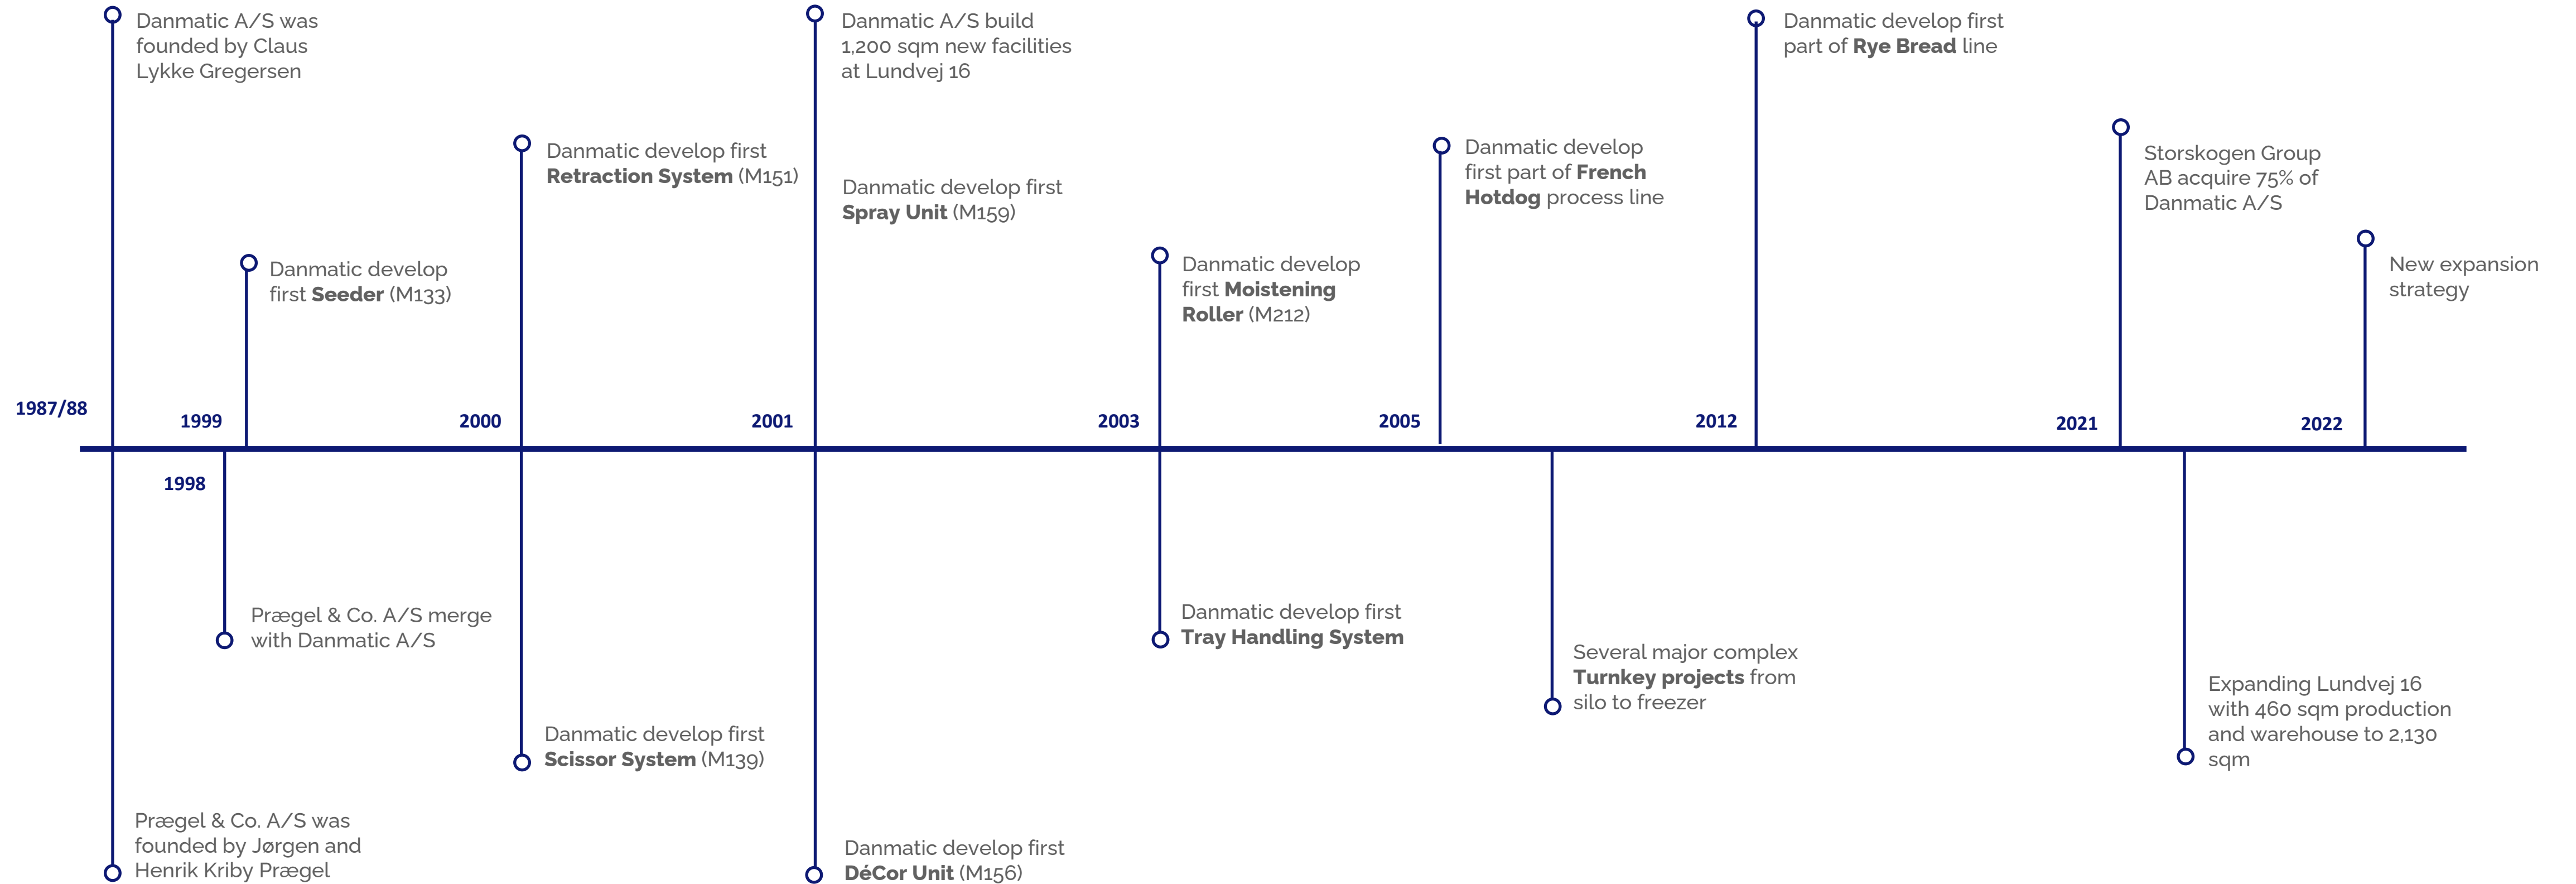 Danmatic A/S was
founded by Claus
Lykke Gregersen
Danmatic A/S build
1,200 sqm new facilities
at Lundvej 16
Danmatic develop first
part of Rye Bread line
Danmatic develop first
Retraction System (M151)
Danmatic develop first
Spray Unit (M159)
Danmatic develop
first part of French
Hotdog process line
Storskogen Group
AB acquire 75% of
Danmatic A/S
Danmatic develop
first Seeder (M133)
Danmatic develop
first Moistening
Roller (M212)
New expansion
strategy
1987/88
1999
2000
2001
2003
2005
2012
2021
2022
1998
Prægel & Co. A/S merge
with Danmatic A/S
Danmatic develop first
Tray Handling System
Several major complex
Turnkey projects from
silo to freezer
Expanding Lundvej 16
with 460 sqm production
and warehouse to 2,130
sqm
Danmatic develop first
Scissor System (M139)
Prægel & Co. A/S was
founded by Jørgen and
Henrik Kriby Prægel
Danmatic develop first
DéCor Unit (M156)